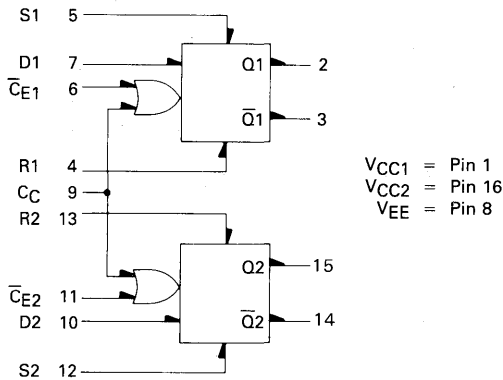 S1 5
D1 7
Q1 2
C̅E1 6
Q̅1 3
R1 4
CC 9
R2 13
VCC1 = Pin 1
VCC2 = Pin 16
VEE = Pin 8
Q2 15
C̅E2 11
Q̅2 14
D2 10
S2 12